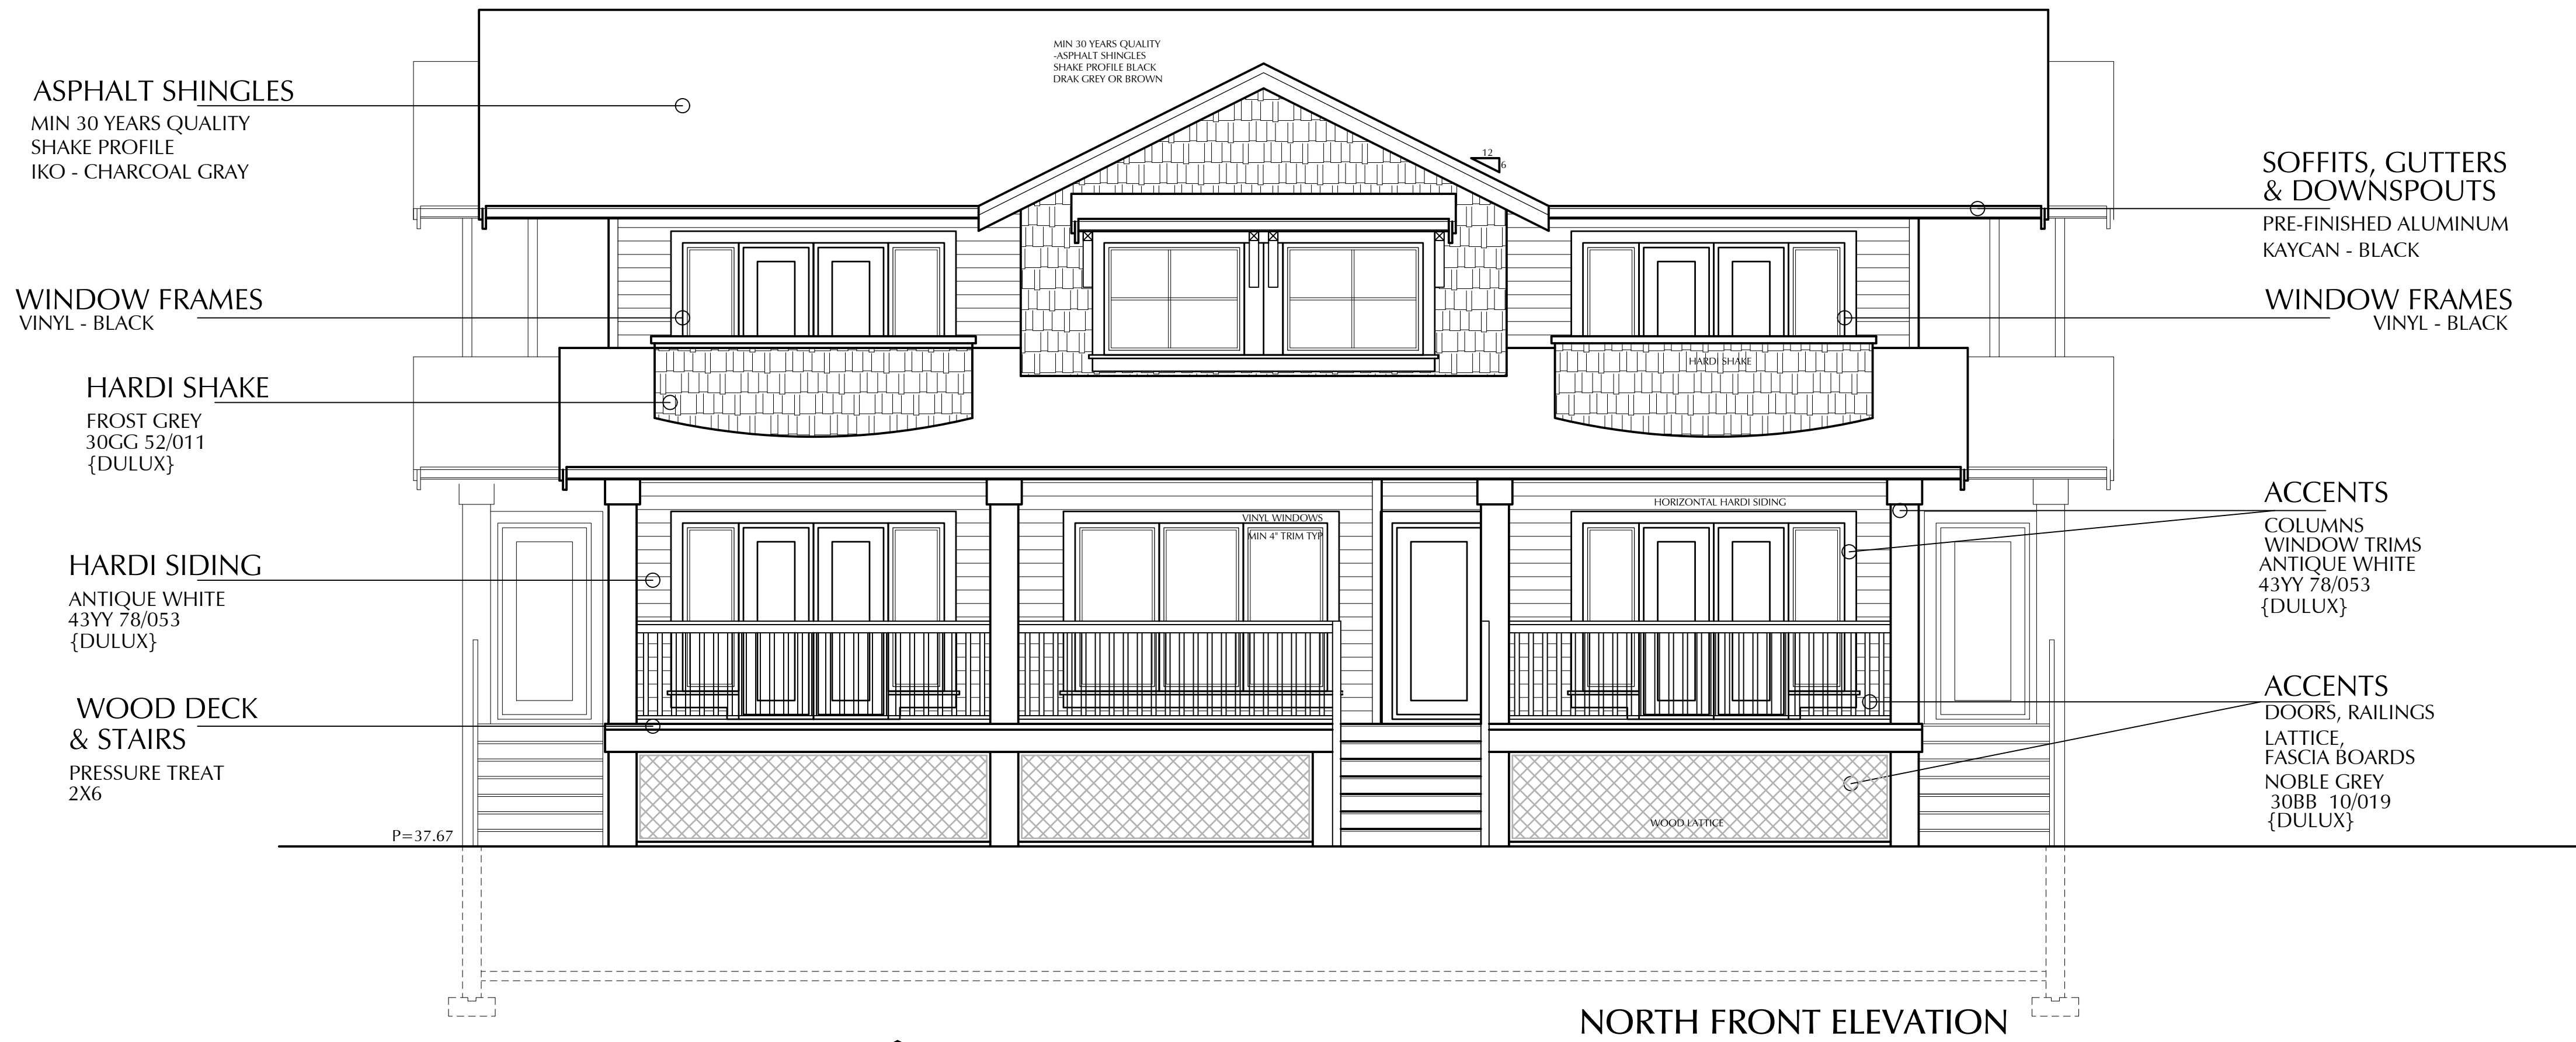 MIN 30 YEARS QUALITY
-ASPHALT SHINGLES
SHAKE PROFILE BLACK
DRAK GREY OR BROWN
ASPHALT SHINGLES
MIN 30 YEARS QUALITY
SHAKE PROFILE
IKO - CHARCOAL GRAY
12
6
SOFFITS, GUTTERS
& DOWNSPOUTS
PRE-FINISHED ALUMINUM
KAYCAN - BLACK
WINDOW FRAMES
VINYL - BLACK
WINDOW FRAMES
VINYL - BLACK
HARDI SHAKE
HARDI SHAKE
FROST GREY
30GG 52/011
{DULUX}
HORIZONTAL HARDI SIDING
VINYL WINDOWS
MIN 4" TRIM TYP
ACCENTS
COLUMNS
WINDOW TRIMS
ANTIQUE WHITE
43YY 78/053
{DULUX}
HARDI SIDING
ANTIQUE WHITE
43YY 78/053
{DULUX}
WOOD DECK
& STAIRS
PRESSURE TREAT
2X6
ACCENTS
DOORS, RAILINGS
LATTICE,
FASCIA BOARDS
NOBLE GREY
30BB 10/019
{DULUX}
WOOD LATTICE
P=37.67
NORTH FRONT ELEVATION